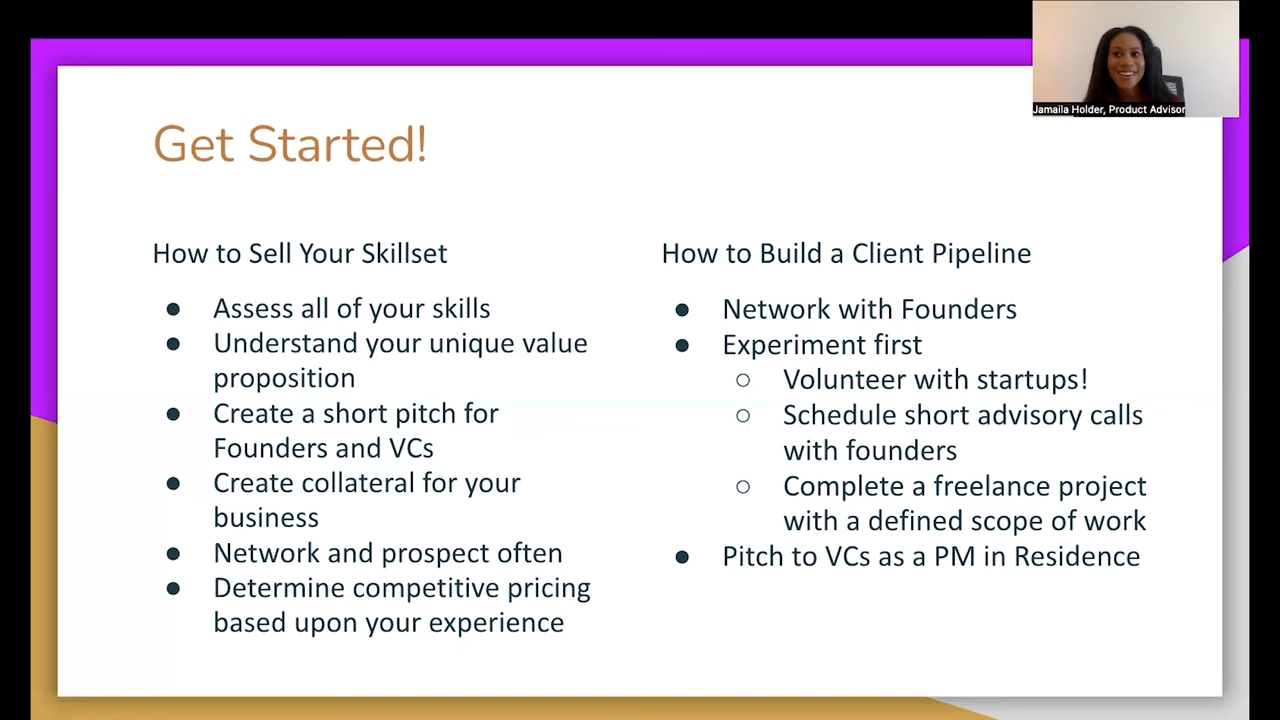 Jamaila Holder, Product Advisor
Get Started!
How to Sell Your Skillset
● Assess all of your skills
● Understand your unique value
proposition
● Create a short pitch for
Founders and VCs
● Create collateral for your
business
● Network and prospect often
● Determine competitive pricing
based upon your experience
How to Build a Client Pipeline
● Network with Founders
● Experiment first
○ Volunteer with startups!
○ Schedule short advisory calls
with founders
○ Complete a freelance project
with a defined scope of work
● Pitch to VCs as a PM in Residence